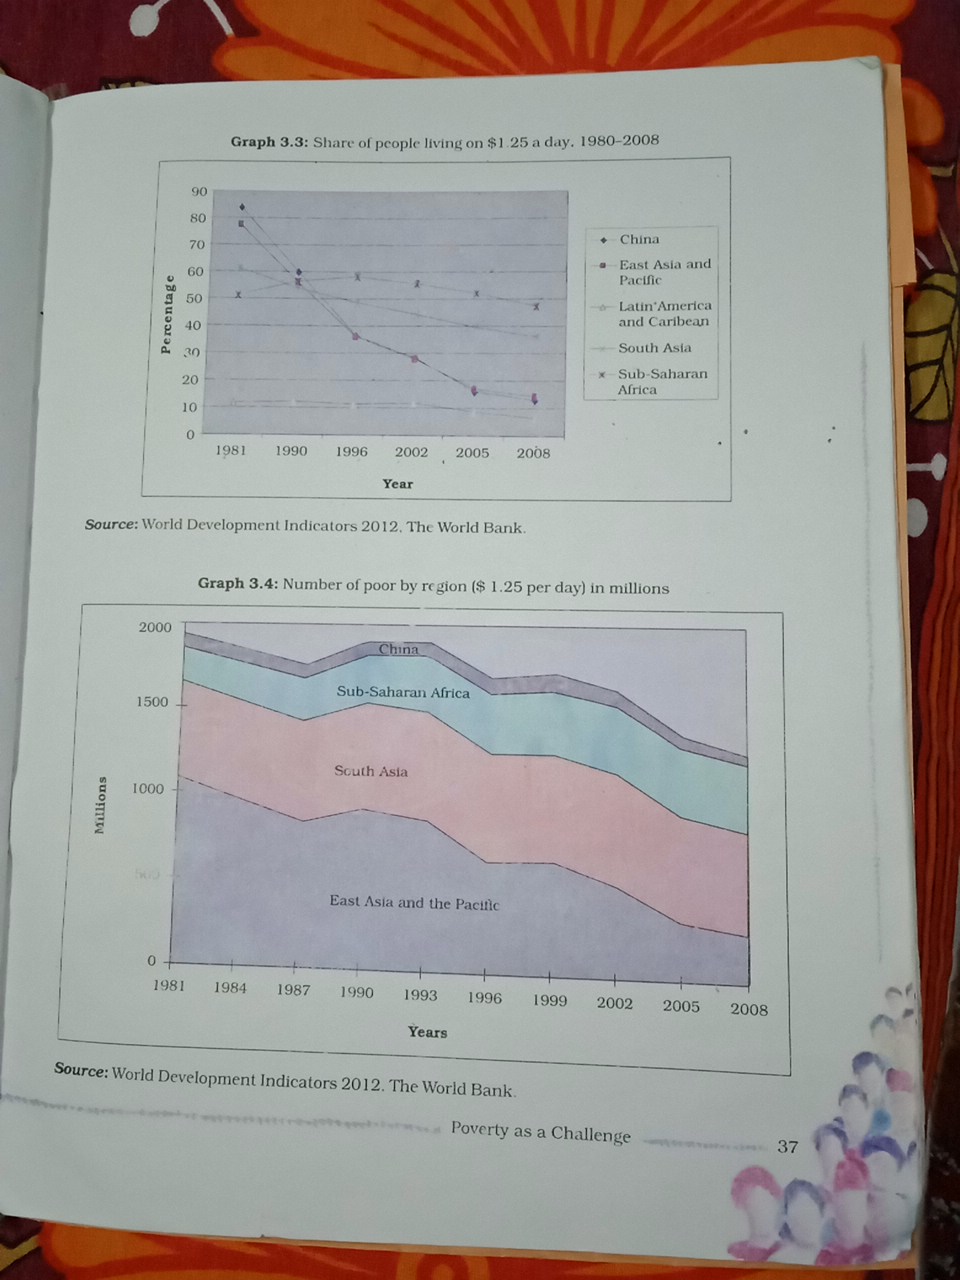 Graph 3.3: Share of people living on $1.25 a day. 1980–2008
90
80
70
60
50
40
30
20
10
0
Percentage
1981 1990 1996 2002 2005 2008
Year
China
East Asia and
Pacific
Latin America
and Caribean
South Asia
Sub-Saharan
Africa
Source: World Development Indicators 2012. The World Bank.
Graph 3.4: Number of poor by region ($ 1.25 per day) in millions
2000
1500
1000
500
0
Millions
China
Sub-Saharan Africa
South Asia
East Asia and the Pacific
1981 1984 1987 1990 1993 1996 1999 2002 2005 2008
Years
Source: World Development Indicators 2012. The World Bank.
Poverty as a Challenge 37